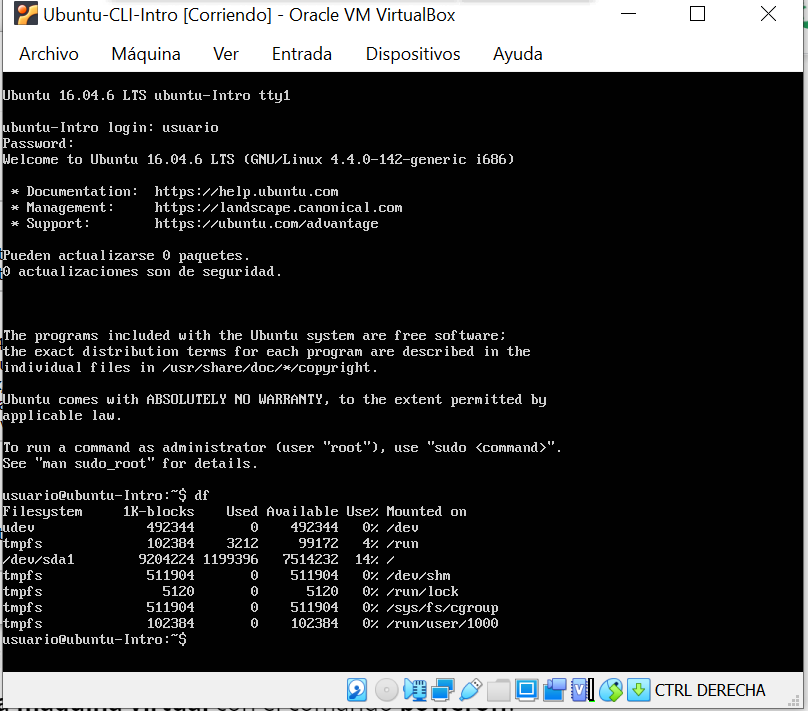 Ubuntu-CLI-Intro [Corriendo] - Oracle VM VirtualBox
Archivo Máquina Ver Entrada Dispositivos Ayuda
Ubuntu 16.04.6 LTS ubuntu-Intro tty1
ubuntu-Intro login: usuario
Password:
Welcome to Ubuntu 16.04.6 LTS (GNU/Linux 4.4.0-142-generic i686)
* Documentation: https://help.ubuntu.com
* Management: https://landscape.canonical.com
* Support: https://ubuntu.com/advantage
Pueden actualizarse 0 paquetes.
0 actualizaciones son de seguridad.
The programs included with the Ubuntu system are free software;
the exact distribution terms for each program are described in the
individual files in /usr/share/doc/*/copyright.
Ubuntu comes with ABSOLUTELY NO WARRANTY, to the extent permitted by
applicable law.
To run a command as administrator (user "root"), use "sudo <command>".
See "man sudo_root" for details.
usuario@ubuntu-Intro:~$ df
Filesystem 1K-blocks Used Available Use% Mounted on
udev 492344 0 492344 0% /dev
tmpfs 102384 3212 99172 4% /run
/dev/sda1 9204224 1199396 7514232 14% /
tmpfs 511904 0 511904 0% /dev/shm
tmpfs 5120 0 5120 0% /run/lock
tmpfs 511904 0 511904 0% /sys/fs/cgroup
tmpfs 102384 0 102384 0% /run/user/1000
usuario@ubuntu-Intro:~$
CTRL DERECHA